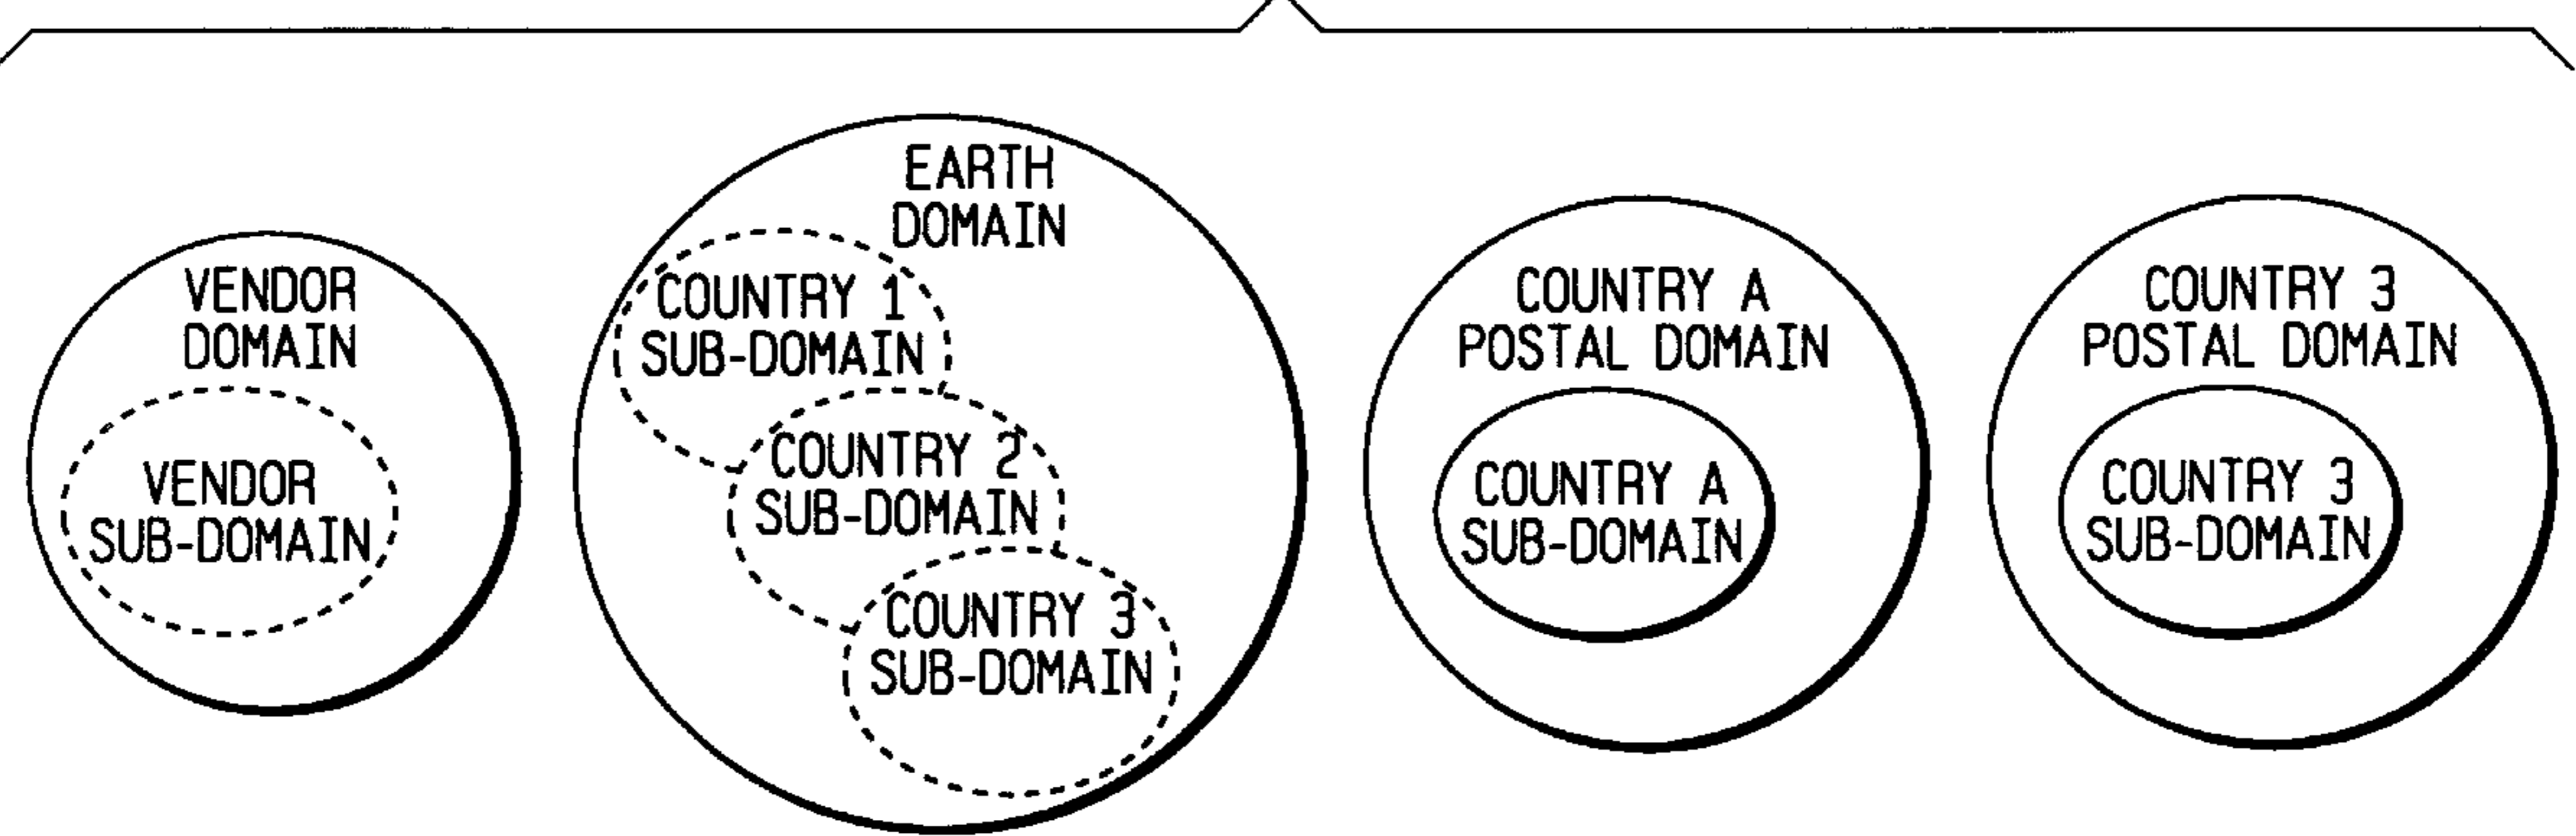 VENDOR
DOMAIN
VENDOR
SUB-DOMAIN
EARTH
DOMAIN
COUNTRY 1
SUB-DOMAIN
COUNTRY 2
SUB-DOMAIN
COUNTRY 3
SUB-DOMAIN
COUNTRY A
POSTAL DOMAIN
COUNTRY A
SUB-DOMAIN
COUNTRY 3
POSTAL DOMAIN
COUNTRY 3
SUB-DOMAIN